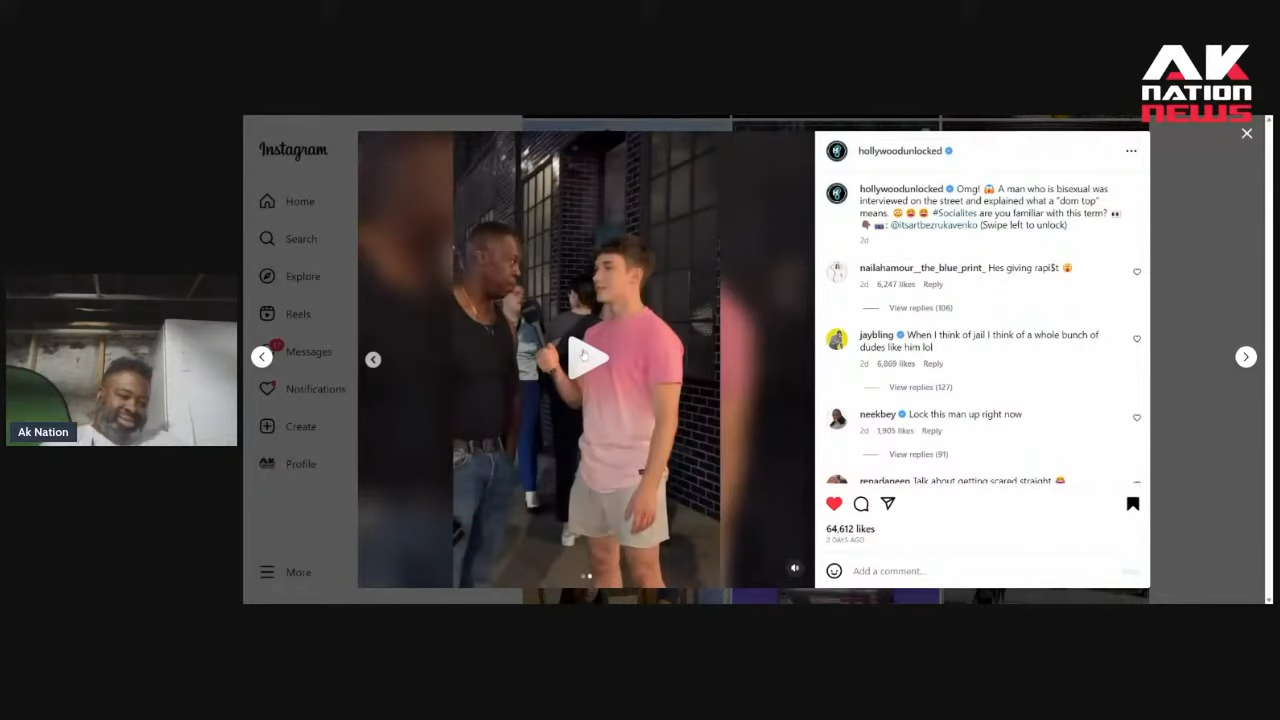 AK
NATION
NEWS
Instagram
Home
Search
Explore
Reels
Messages
Notifications
Create
Profile
More
Ak Nation
hollywoodunlocked
hollywoodunlocked Omg! 😱 A man who is bisexual was
interviewed on the street and explained what a "dom top"
means. 😳 #Socialites are you familiar with this term? 👀
: @itsartbezrukavenko (Swipe left to unlock)
2d
nailahamour__the_blue_print_ Hes giving rapi$t
2d 6,247 likes Reply
View replies (106)
jaybling When I think of jail I think of a whole bunch of
dudes like him lol
2d 6,869 likes Reply
View replies (127)
neekbey Lock this man up right now
2d 1,905 likes Reply
View replies (91)
renadaneen Talk about getting scared straight 😂
64,612 likes
2 DAYS AGO
Add a comment...